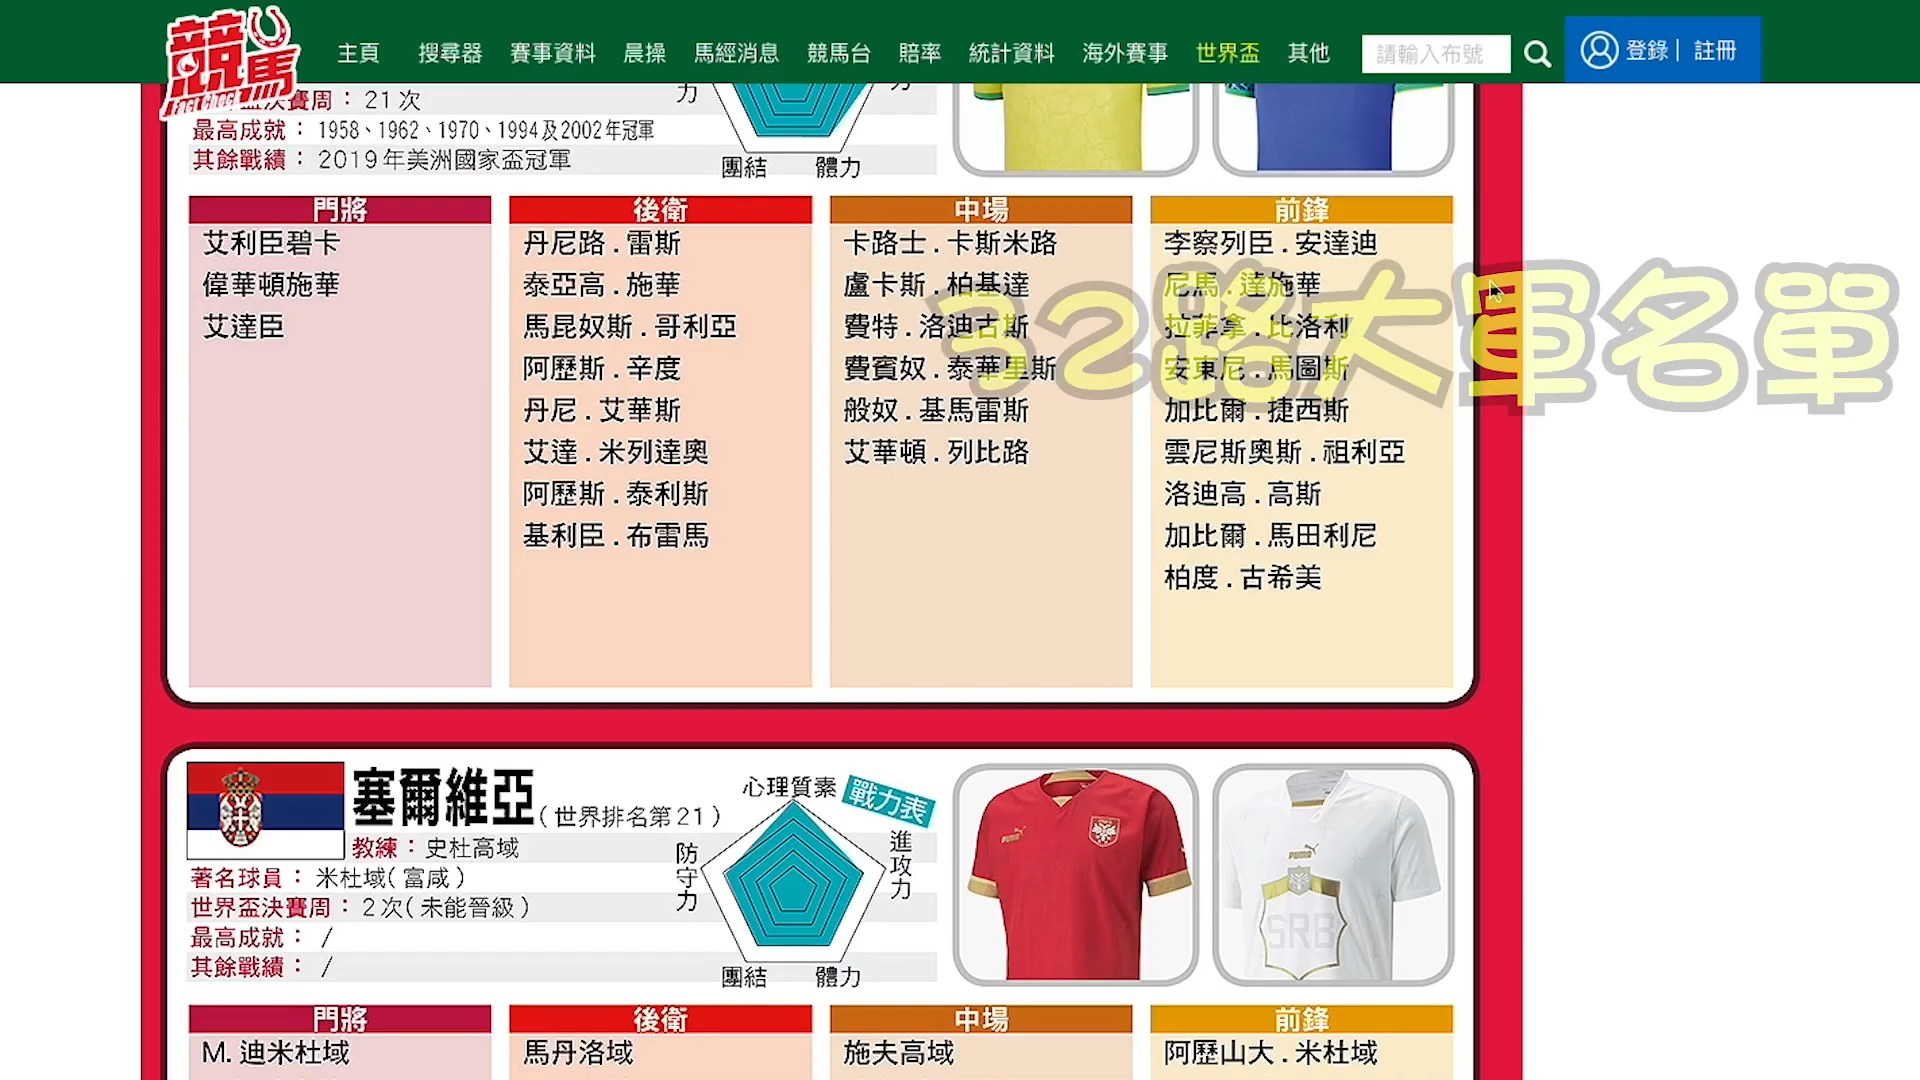 競馬
Fact Check
主頁 搜尋器 賽事資料 晨操 馬經消息 競馬台 賠率 統計資料 海外賽事 世界盃 其他 請輸入布號 登錄 | 註冊
決賽周：21 次
最高成就：1958、1962、1970、1994及2002年冠軍
其餘戰績：2019年美洲國家盃冠軍
力
團結 體力
門將
艾利臣碧卡
偉華頓施華
艾達臣
後衛
丹尼路．雷斯
泰亞高．施華
馬昆奴斯．哥利亞
阿歷斯．辛度
丹尼．艾華斯
艾達．米列達奧
阿歷斯．泰利斯
基利臣．布雷馬
中場
卡路士．卡斯米路
盧卡斯．柏基達
費特．洛迪古斯
費賓奴．泰華里斯
般奴．基馬雷斯
艾華頓．列比路
前鋒
李察列臣．安達迪
尼馬．達施華
拉菲拿．比洛利
安東尼．馬圖斯
加比爾．捷西斯
雲尼斯奧斯．祖利亞
洛迪高．高斯
加比爾．馬田利尼
柏度．古希美
32路大軍名單
塞爾維亞（世界排名第21）
教練：史杜高域
著名球員：米杜域（富咸）
世界盃決賽周：2次（未能晉級）
最高成就：/
其餘戰績：/
心理質素
戰力表
防守力
進攻力
團結 體力
PUMA
PUMA
SRB
門將
M. 迪米杜域
後衛
馬丹洛域
中場
施夫高域
前鋒
阿歷山大．米杜域